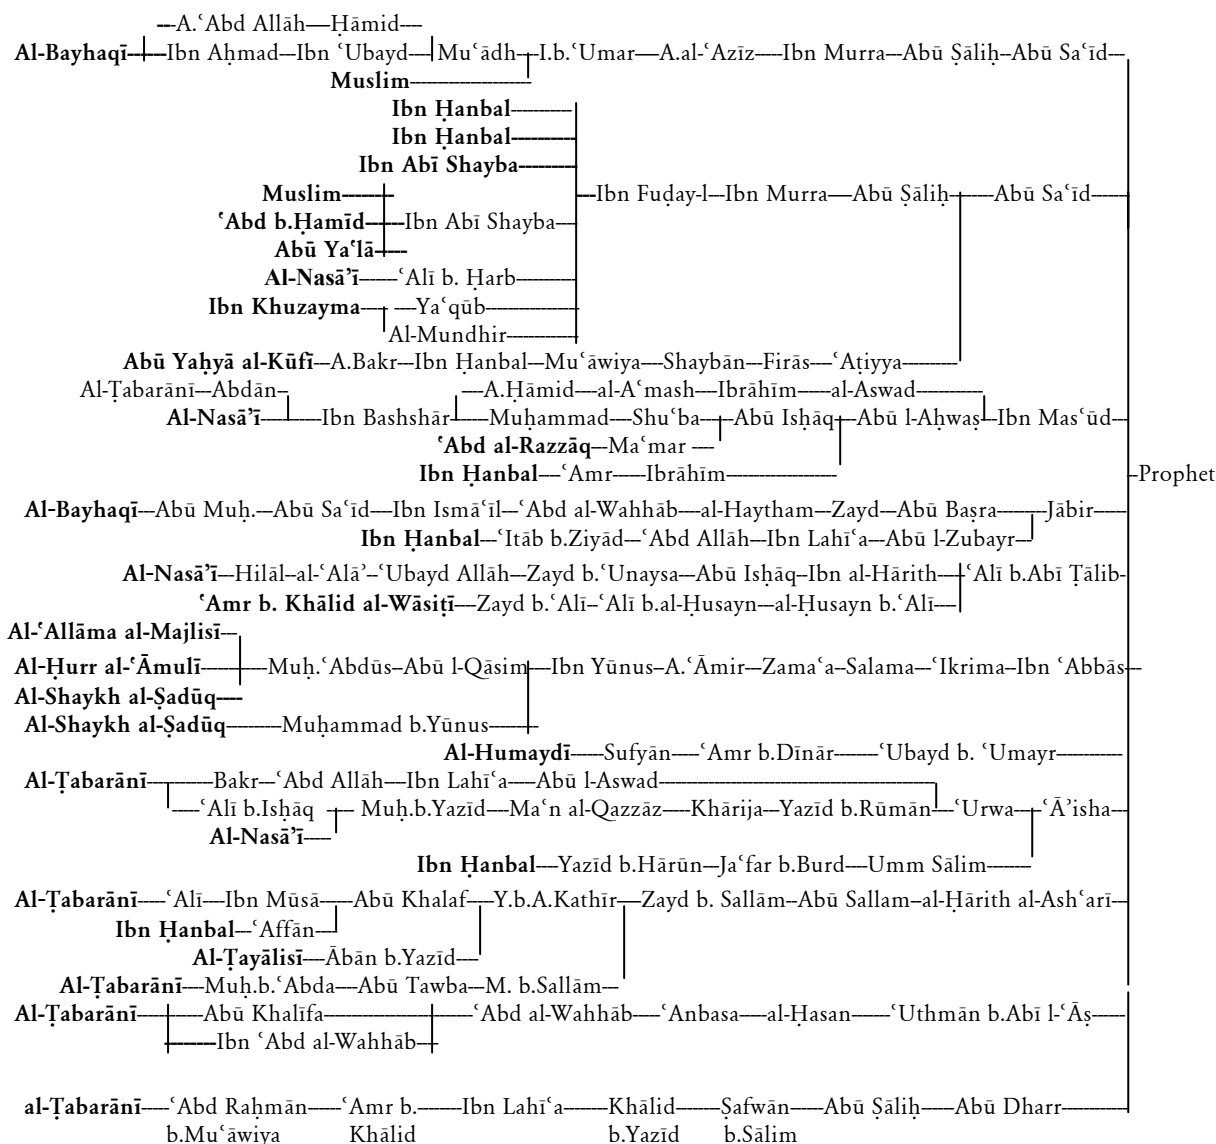 ---A.ʿAbd Allāh—Ḥāmid----
Al-Bayhaqī-------Ibn Aḥmad---Ibn ʿUbayd----Muʿādh---I.b.ʿUmar---A.al-ʿAzīz-----Ibn Murra---Abū Ṣāliḥ---Abū Saʿīd---
Muslim----------------------
Ibn Ḥanbal-----------
Ibn Ḥanbal-----------
Ibn Abī Shayba----------
---Ibn Fuḍay-l---Ibn Murra—Abū Ṣāliḥ--------Abū Saʿīd------
Muslim--------
ʿAbd b.Ḥamīd-------Ibn Abī Shayba----
Abū Yaʿlā------
Al-Nasāʾī-------ʿAlī b. Ḥarb-----------
Ibn Khuzayma---- ----Yaʿqūb-----------------
Al-Mundhir------------
Abū Yaḥyā al-Kūfī---A.Bakr---Ibn Ḥanbal---Muʿāwiya----Shaybān---Firās----ʿAṭiyya----------
Al-Ṭabarānī---Abdān-- ----A.Ḥāmid----al-Aʿmash----Ibrāhīm------al-Aswad------------
Al-Nasāʾī-----------Ibn Bashshār-------Muḥammad----Shuʿba------Abū Isḥāq----Abū l-Aḥwaṣ---Ibn Masʿūd---
ʿAbd al-Razzāq---Maʿmar ----
Ibn Ḥanbal----ʿAmr------Ibrāhīm--------------------
--Prophet
Al-Bayhaqī---Abū Muḥ.---Abū Saʿīd----Ibn Ismāʿīl---ʿAbd al-Wahhāb----al-Haytham----Zayd---Abū Baṣra---------Jābir------
Ibn Ḥanbal----ʿItāb b.Ziyād---ʿAbd Allāh---Ibn Lahīʿa---Abū l-Zubayr---
Al-Nasāʾī---Hilāl--al-ʿAlāʾ--ʿUbayd Allāh---Zayd b.ʿUnaysa---Abū Isḥāq--Ibn al-Hārith----ʿAlī b.Abī Ṭālib-
ʿAmr b. Khālid al-Wāsiṭī----Zayd b.ʿAlī--ʿAlī b.al-Ḥusayn---al-Ḥusayn b.ʿAlī----
Al-ʿAllāma al-Majlisī---
Al-Ḥurr al-ʿĀmulī----------Muḥ.ʿAbdūs--Abū l-Qāsim----Ibn Yūnus--A.ʿĀmir---Zamaʿa--Salama---ʿIkrima--Ibn ʿAbbās---
Al-Shaykh al-Ṣadūq----
Al-Shaykh al-Ṣadūq---------Muḥammad b.Yūnus---------
Al-Humaydī------Sufyān-----ʿAmr b.Dīnār--------ʿUbayd b. ʿUmayr------------
Al-Ṭabarānī------------Bakr---ʿAbd Allāh----Ibn Lahīʿa-----Abū l-Aswad--------------------------------------------------
-----ʿAlī b.Isḥāq ---- Muḥ.b.Yazīd---Maʿn al-Qazzāz-----Khārija---Yazīd b.Rūmān----ʿUrwa----ʿĀʾisha---
Al-Nasāʾī-----
Ibn Ḥanbal----Yazīd b.Hārūn---Jaʿfar b.Burd----Umm Sālim--------
Al-Ṭabarānī-----ʿAlī----Ibn Mūsā------Abū Khalaf----Y.b.A.Kathīr----Zayd b. Sallām--Abū Sallam--al-Ḥārith al-Ashʿarī---
Ibn Ḥanbal---ʿAffān----
Al-Ṭayālisī----Ābān b.Yazīd----
Al-Ṭabarānī----Muḥ.b.ʿAbda----Abū Tawba---M. b.Sallām---
Al-Ṭabarānī-----------Abū Khalīfa-----------------------ʿAbd al-Wahhāb-----ʿAnbasa----al-Ḥasan-------ʿUthmān b.Abī l-ʿĀṣ------
---------Ibn ʿAbd al-Wahhāb---
al-Ṭabarānī-----ʿAbd Raḥmān-----ʿAmr b.-------Ibn Lahīʿa-------Khālid-------Ṣafwān-----Abū Ṣāliḥ-----Abū Dharr-----------
b.Muʿāwiya Khālid b.Yazīd b.Sālim